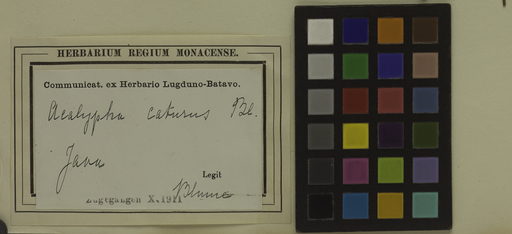 HERBARIUM REGIUM MONACENSE.
Communicat. ex Herbario Lugduno-Batavo.
Acalypha caturus Bl.
Java
Legit
Blume
Zugegangen X.1911